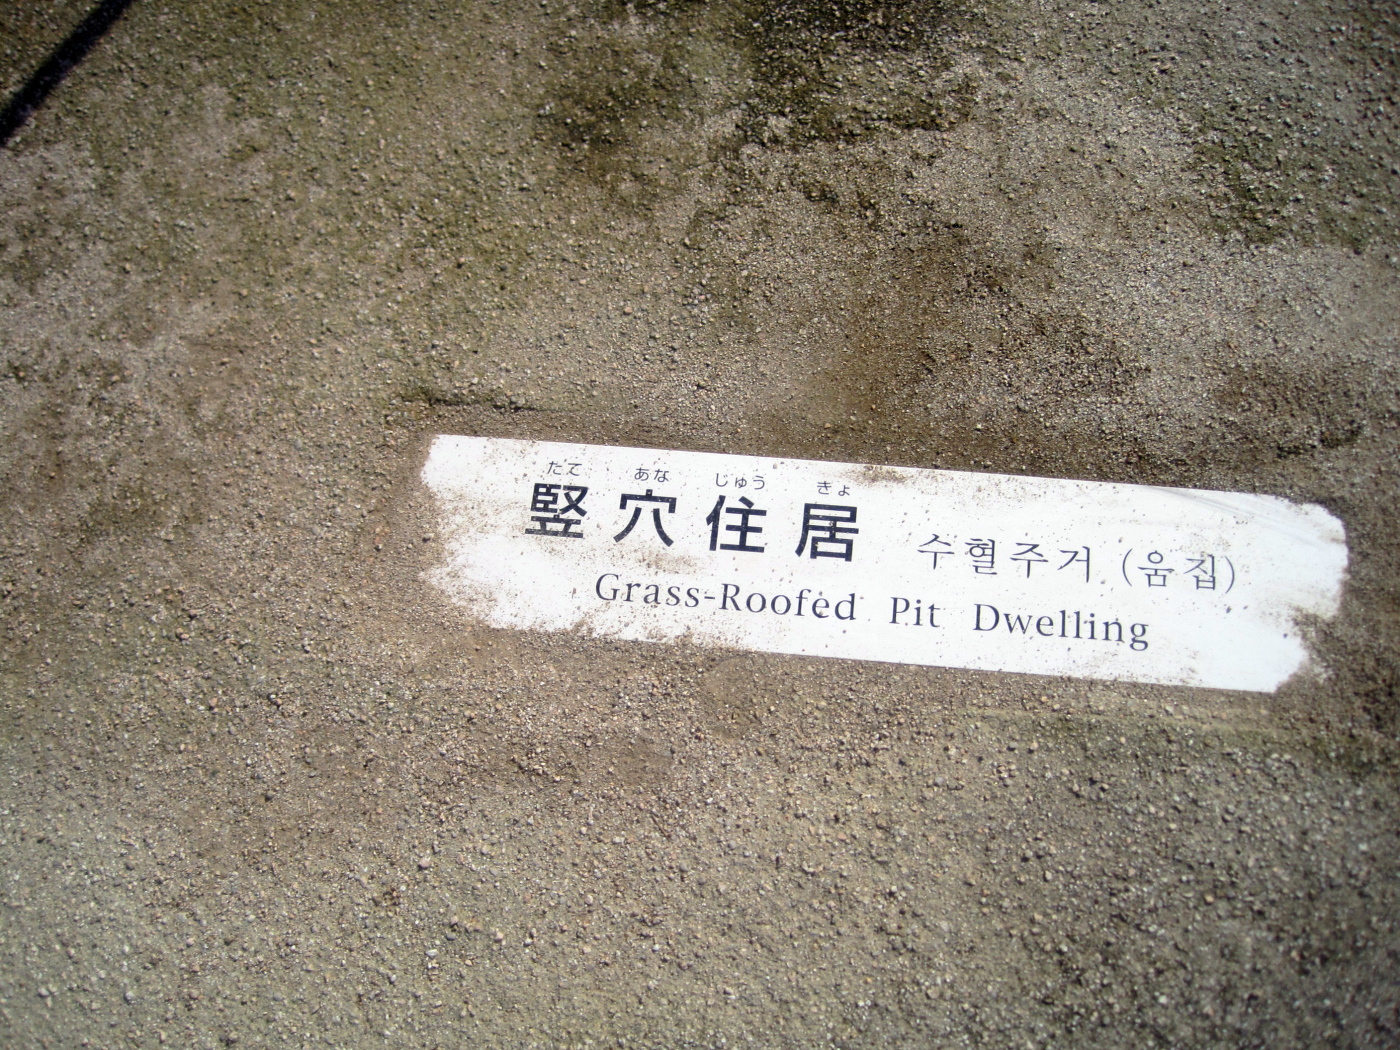 たて あな じゅう きょ
竪穴住居 수혈주거 (움집)
Grass-Roofed Pit Dwelling